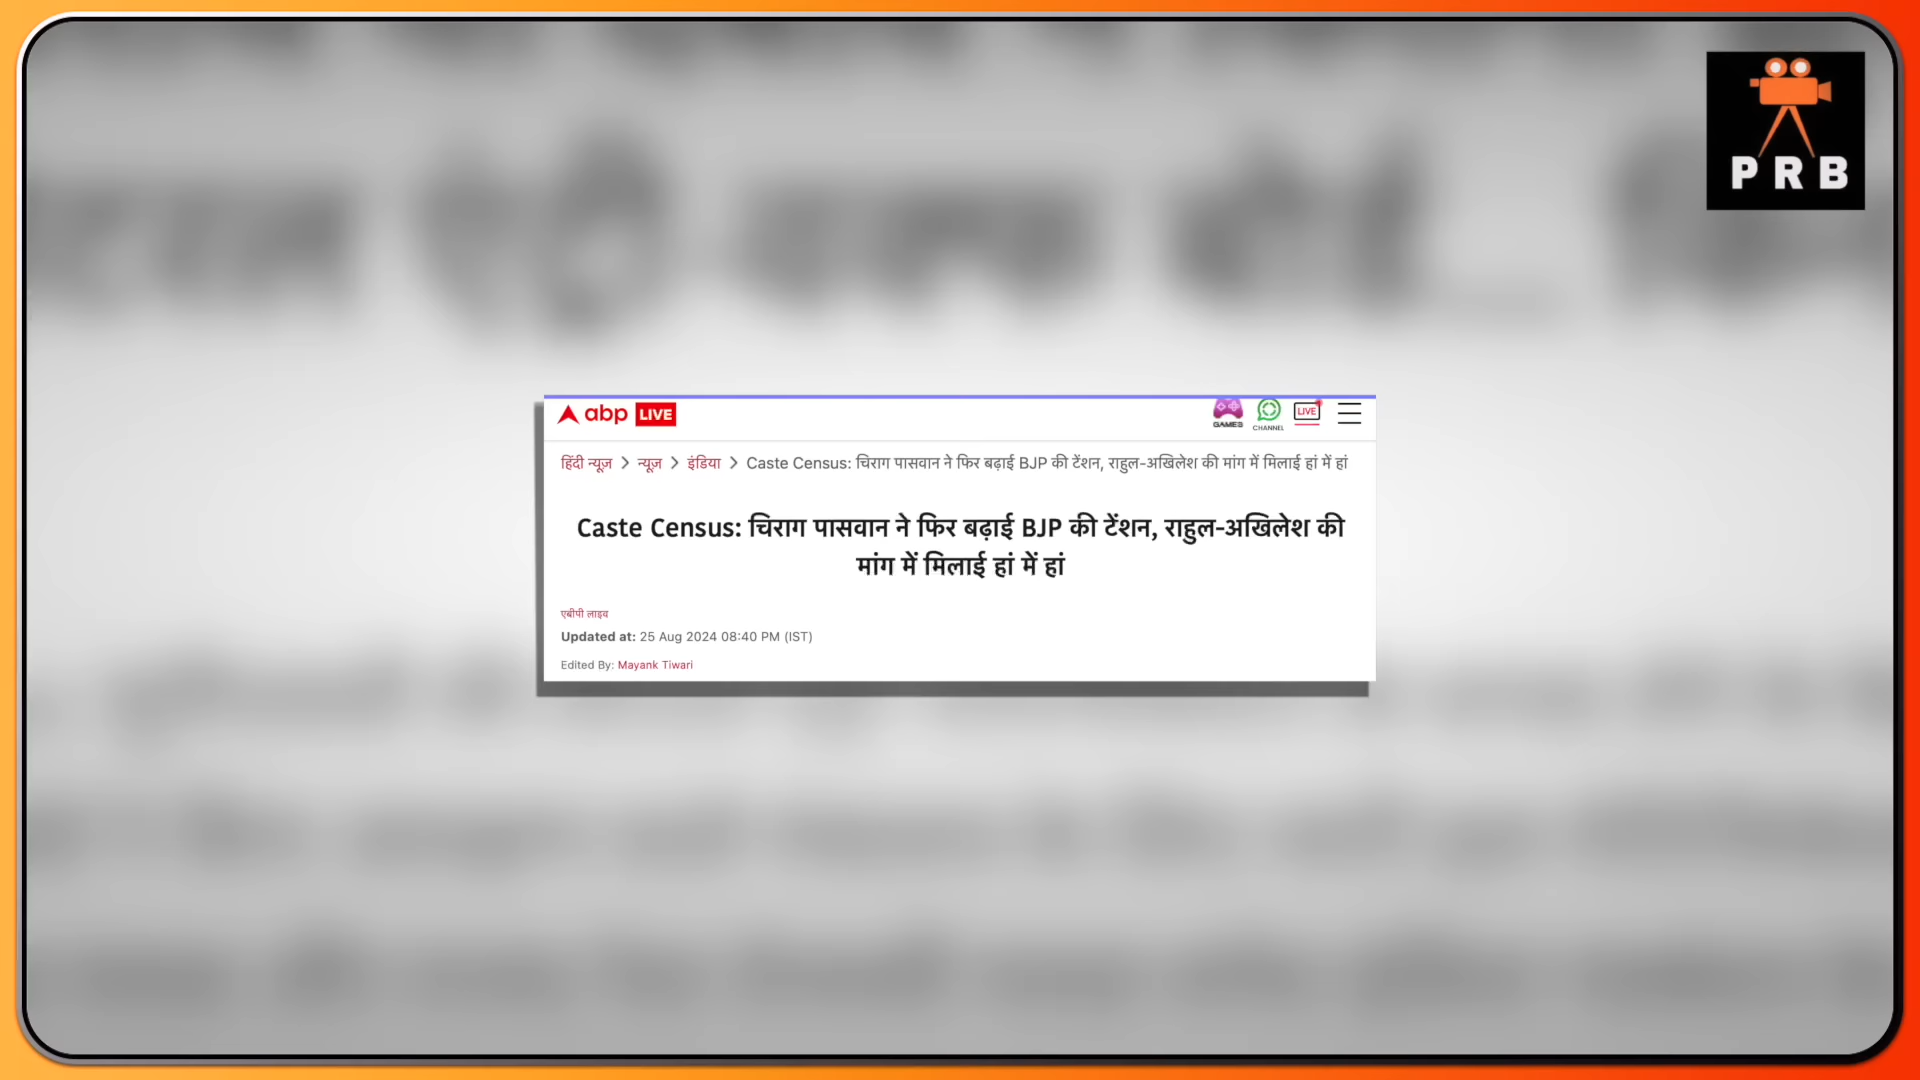 PRB
abp LIVE
GAMES CHANNEL LIVE
हिंदी न्यूज़ > न्यूज़ > इंडिया > Caste Census: चिराग पासवान ने फिर बढ़ाई BJP की टेंशन, राहुल-अखिलेश की मांग में मिलाई हां में हां
Caste Census: चिराग पासवान ने फिर बढ़ाई BJP की टेंशन, राहुल-अखिलेश की
मांग में मिलाई हां में हां
एबीपी लाइव
Updated at: 25 Aug 2024 08:40 PM (IST)
Edited By: Mayank Tiwari